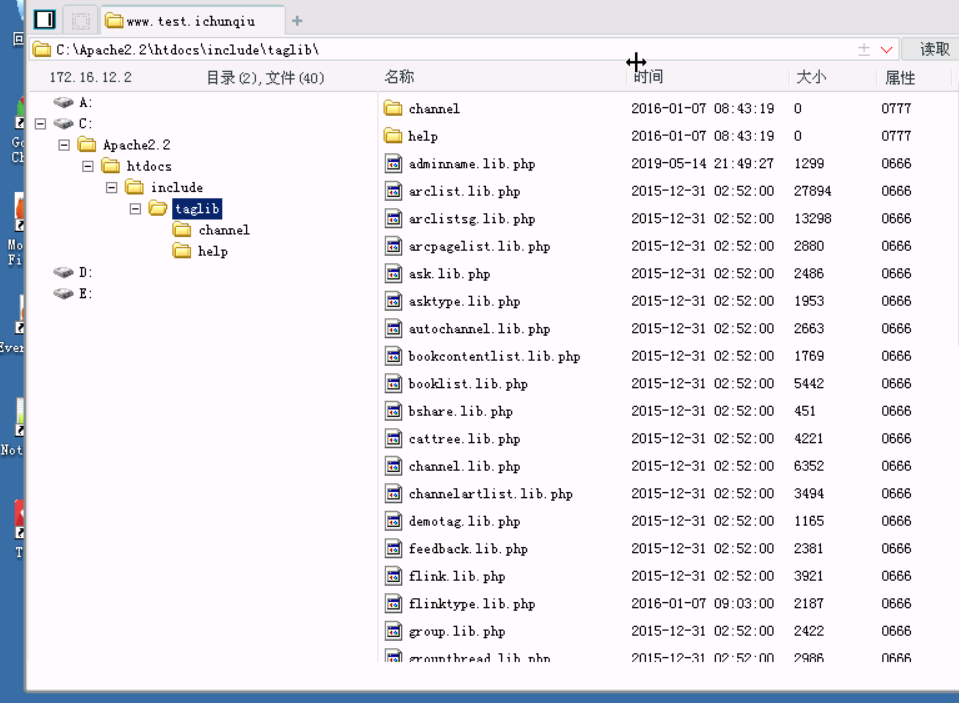 www.test.ichunqiu
C:\Apache2.2\htdocs\include\taglib\
读取
172.16.12.2 目录(2),文件(40)
名称 时间 大小 属性
A:
C:
Apache2.2
htdocs
include
taglib
channel
help
D:
E:
channel 2016-01-07 08:43:19 0 0777
help 2016-01-07 08:43:19 0 0777
adminname.lib.php 2019-05-14 21:49:27 1299 0666
arclist.lib.php 2015-12-31 02:52:00 27894 0666
arclistsg.lib.php 2015-12-31 02:52:00 13298 0666
arcpagelist.lib.php 2015-12-31 02:52:00 2880 0666
ask.lib.php 2015-12-31 02:52:00 2486 0666
asktype.lib.php 2015-12-31 02:52:00 1953 0666
autochannel.lib.php 2015-12-31 02:52:00 2663 0666
bookcontentlist.lib.php 2015-12-31 02:52:00 1769 0666
booklist.lib.php 2015-12-31 02:52:00 5442 0666
bshare.lib.php 2015-12-31 02:52:00 451 0666
cattree.lib.php 2015-12-31 02:52:00 4221 0666
channel.lib.php 2015-12-31 02:52:00 6352 0666
channelartlist.lib.php 2015-12-31 02:52:00 3494 0666
demotag.lib.php 2015-12-31 02:52:00 1165 0666
feedback.lib.php 2015-12-31 02:52:00 2381 0666
flink.lib.php 2015-12-31 02:52:00 3921 0666
flinktype.lib.php 2016-01-07 09:03:00 2187 0666
group.lib.php 2015-12-31 02:52:00 2422 0666
groupthread.lib.php 2015-12-31 02:52:00 2986 0666
回
Go
Ch
Mo
Fi
Ever
Not
T